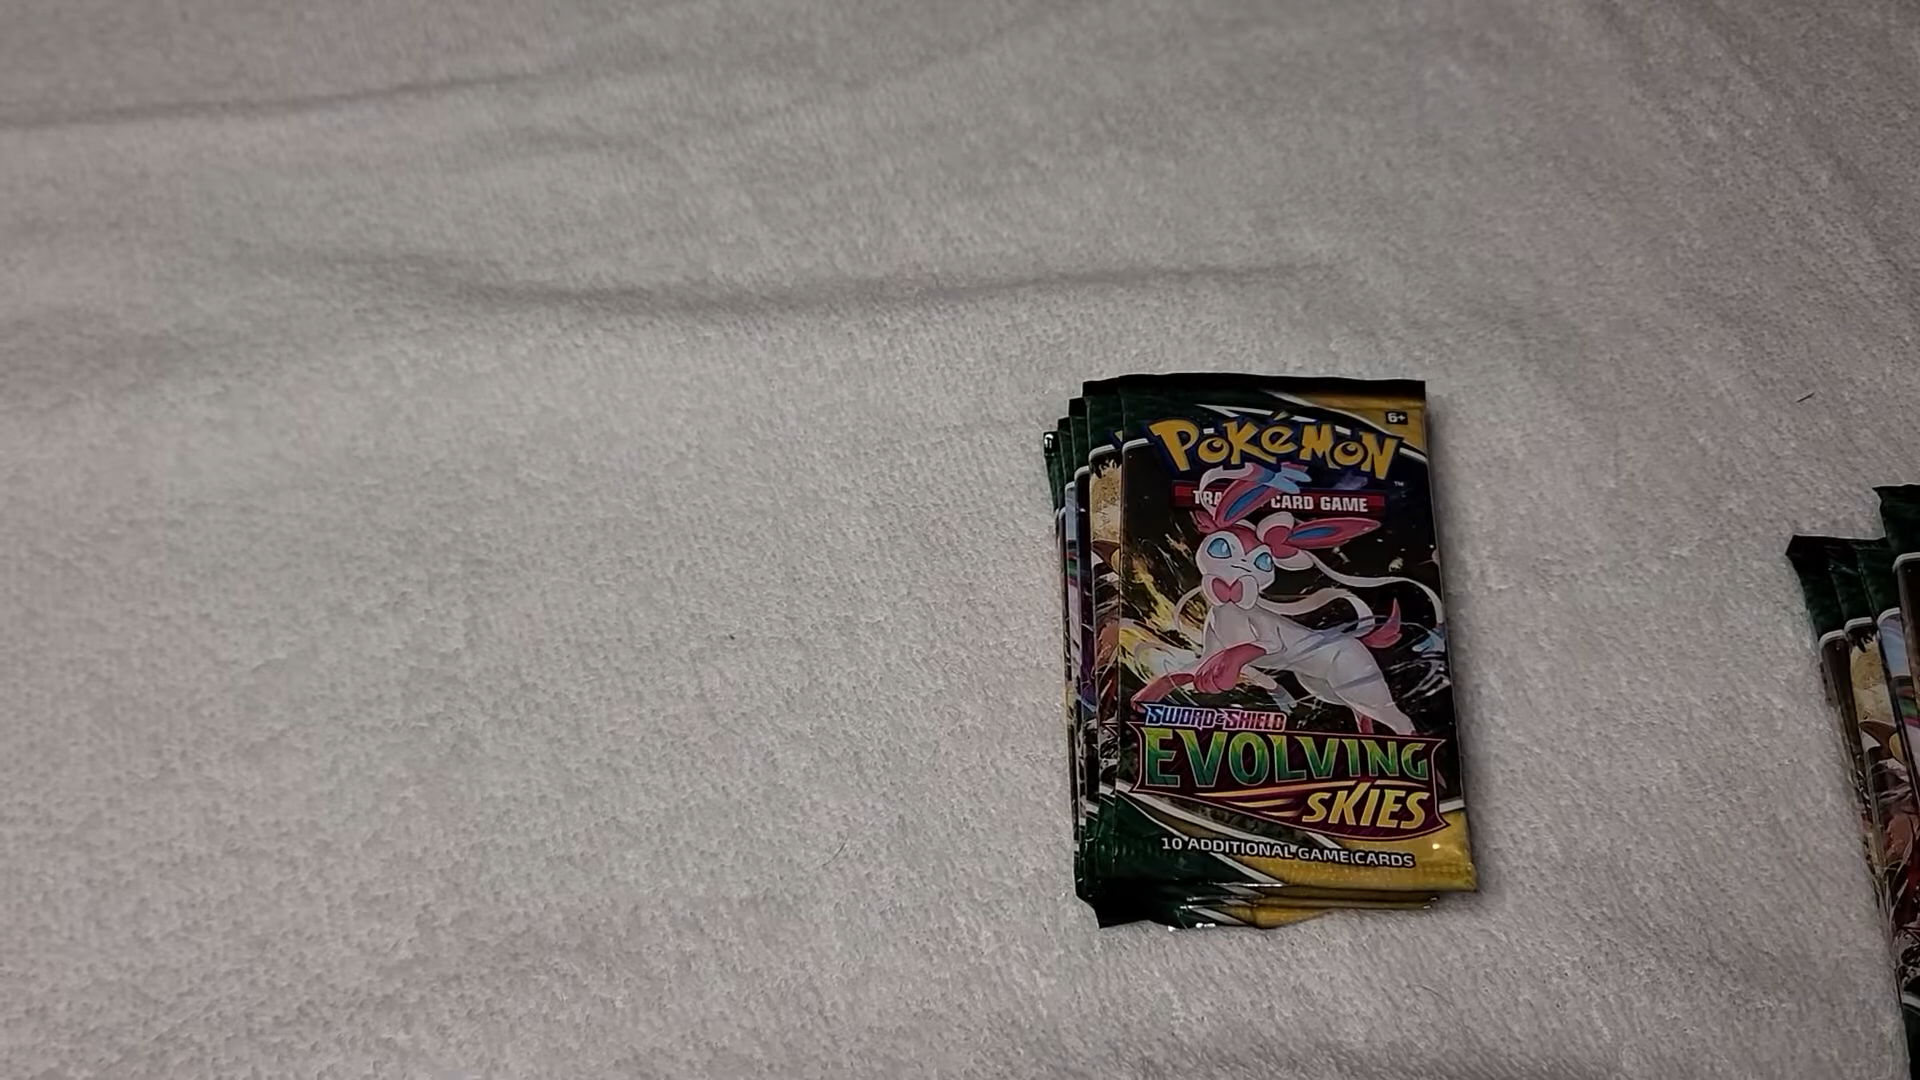 6+
POKÉMON
TRA CARD GAME
SWORD & SHIELD
EVOLVING
SKIES
10 ADDITIONAL GAME CARDS